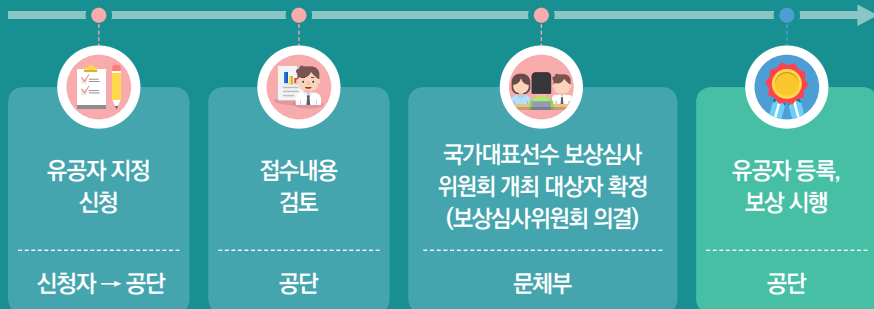 유공자 지정
신청
신청자 → 공단
접수내용
검토
공단
국가대표선수 보상심사
위원회 개최 대상자 확정
(보상심사위원회 의결)
문체부
유공자 등록,
보상 시행
공단